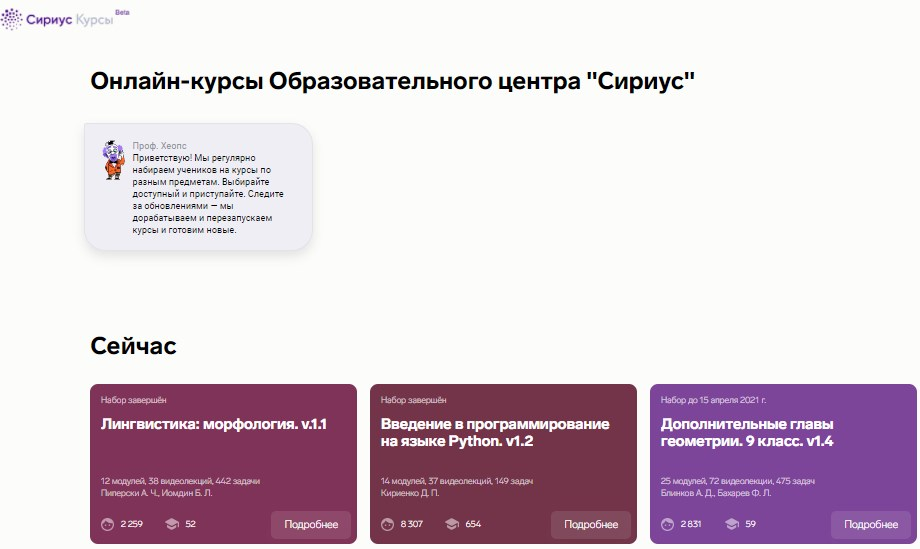 Сириус Курсы Beta
Онлайн-курсы Образовательного центра "Сириус"
Проф. Хеопс
Приветствую! Мы регулярно
набираем учеников на курсы по
разным предметам. Выбирайте
доступный и приступайте. Следите
за обновлениями — мы
дорабатываем и перезапускаем
курсы и готовим новые.
Сейчас
Набор завершён
Лингвистика: морфология. v.1.1
12 модулей, 38 видеолекций, 442 задачи
Пиперски А. Ч., Иомдин Б. Л.
2 259 52 Подробнее
Набор завершён
Введение в программирование
на языке Python. v1.2
14 модулей, 37 видеолекций, 149 задач
Кириенко Д. П.
8 307 654 Подробнее
Набор до 15 апреля 2021 г.
Дополнительные главы
геометрии. 9 класс. v1.4
25 модулей, 72 видеолекции, 475 задач
Блинков А. Д., Бахарев Ф. Л.
2 831 59 Подробнее